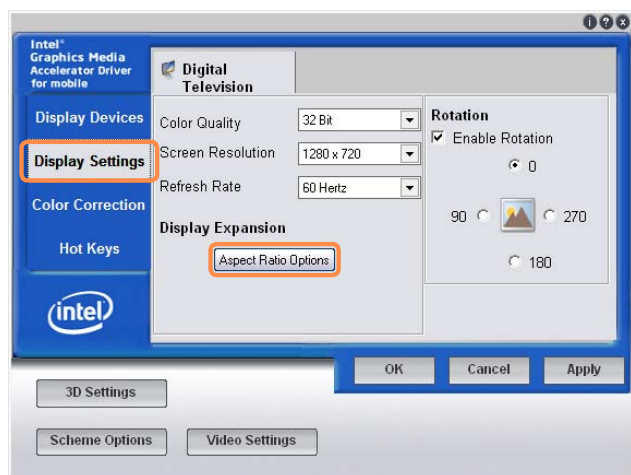 Intel®
Graphics Media
Accelerator Driver
for mobile
Display Devices
Display Settings
Color Correction
Hot Keys
intel
Digital
Television
Color Quality
32 Bit
Screen Resolution
1280 x 720
Refresh Rate
60 Hertz
Display Expansion
Aspect Ratio Options
Rotation
Enable Rotation
0
90
270
180
OK
Cancel
Apply
3D Settings
Scheme Options
Video Settings